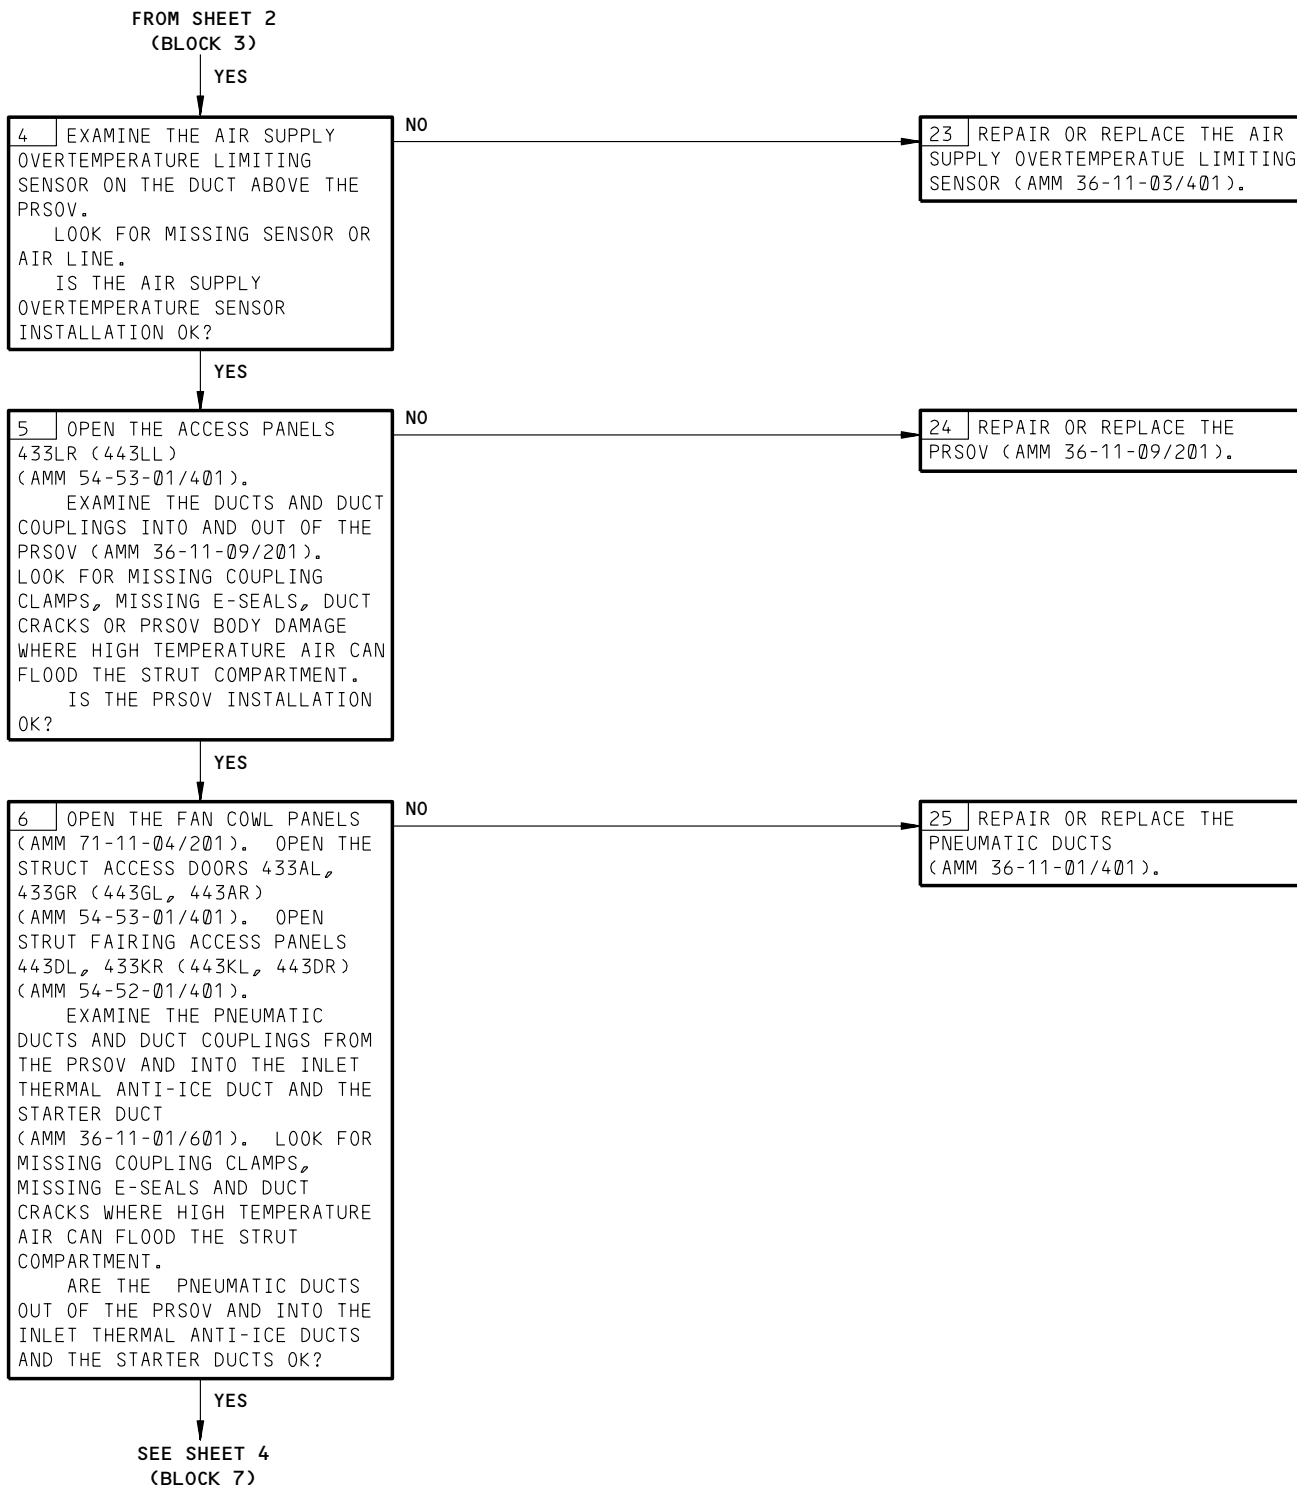 FROM SHEET 2
(BLOCK 3)
YES
4 EXAMINE THE AIR SUPPLY
OVERTEMPERATURE LIMITING
SENSOR ON THE DUCT ABOVE THE
PRSOV.
LOOK FOR MISSING SENSOR OR
AIR LINE.
IS THE AIR SUPPLY
OVERTEMPERATURE SENSOR
INSTALLATION OK?
NO
23 REPAIR OR REPLACE THE AIR
SUPPLY OVERTEMPERATUE LIMITING
SENSOR (AMM 36-11-03/401).
YES
5 OPEN THE ACCESS PANELS
433LR (443LL)
(AMM 54-53-01/401).
EXAMINE THE DUCTS AND DUCT
COUPLINGS INTO AND OUT OF THE
PRSOV (AMM 36-11-09/201).
LOOK FOR MISSING COUPLING
CLAMPS, MISSING E-SEALS, DUCT
CRACKS OR PRSOV BODY DAMAGE
WHERE HIGH TEMPERATURE AIR CAN
FLOOD THE STRUT COMPARTMENT.
IS THE PRSOV INSTALLATION
OK?
NO
24 REPAIR OR REPLACE THE
PRSOV (AMM 36-11-09/201).
YES
6 OPEN THE FAN COWL PANELS
(AMM 71-11-04/201). OPEN THE
STRUCT ACCESS DOORS 433AL,
433GR (443GL, 443AR)
(AMM 54-53-01/401). OPEN
STRUT FAIRING ACCESS PANELS
443DL, 433KR (443KL, 443DR)
(AMM 54-52-01/401).
EXAMINE THE PNEUMATIC
DUCTS AND DUCT COUPLINGS FROM
THE PRSOV AND INTO THE INLET
THERMAL ANTI-ICE DUCT AND THE
STARTER DUCT
(AMM 36-11-01/601). LOOK FOR
MISSING COUPLING CLAMPS,
MISSING E-SEALS AND DUCT
CRACKS WHERE HIGH TEMPERATURE
AIR CAN FLOOD THE STRUT
COMPARTMENT.
ARE THE PNEUMATIC DUCTS
OUT OF THE PRSOV AND INTO THE
INLET THERMAL ANTI-ICE DUCTS
AND THE STARTER DUCTS OK?
NO
25 REPAIR OR REPLACE THE
PNEUMATIC DUCTS
(AMM 36-11-01/401).
YES
SEE SHEET 4
(BLOCK 7)